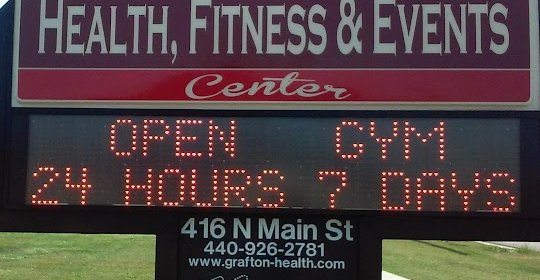 HEALTH, FITNESS & EVENTS
Center
OPEN GYM
24 HOURS 7 DAYS
416 N Main St
440-926-2781
www.grafton-health.com